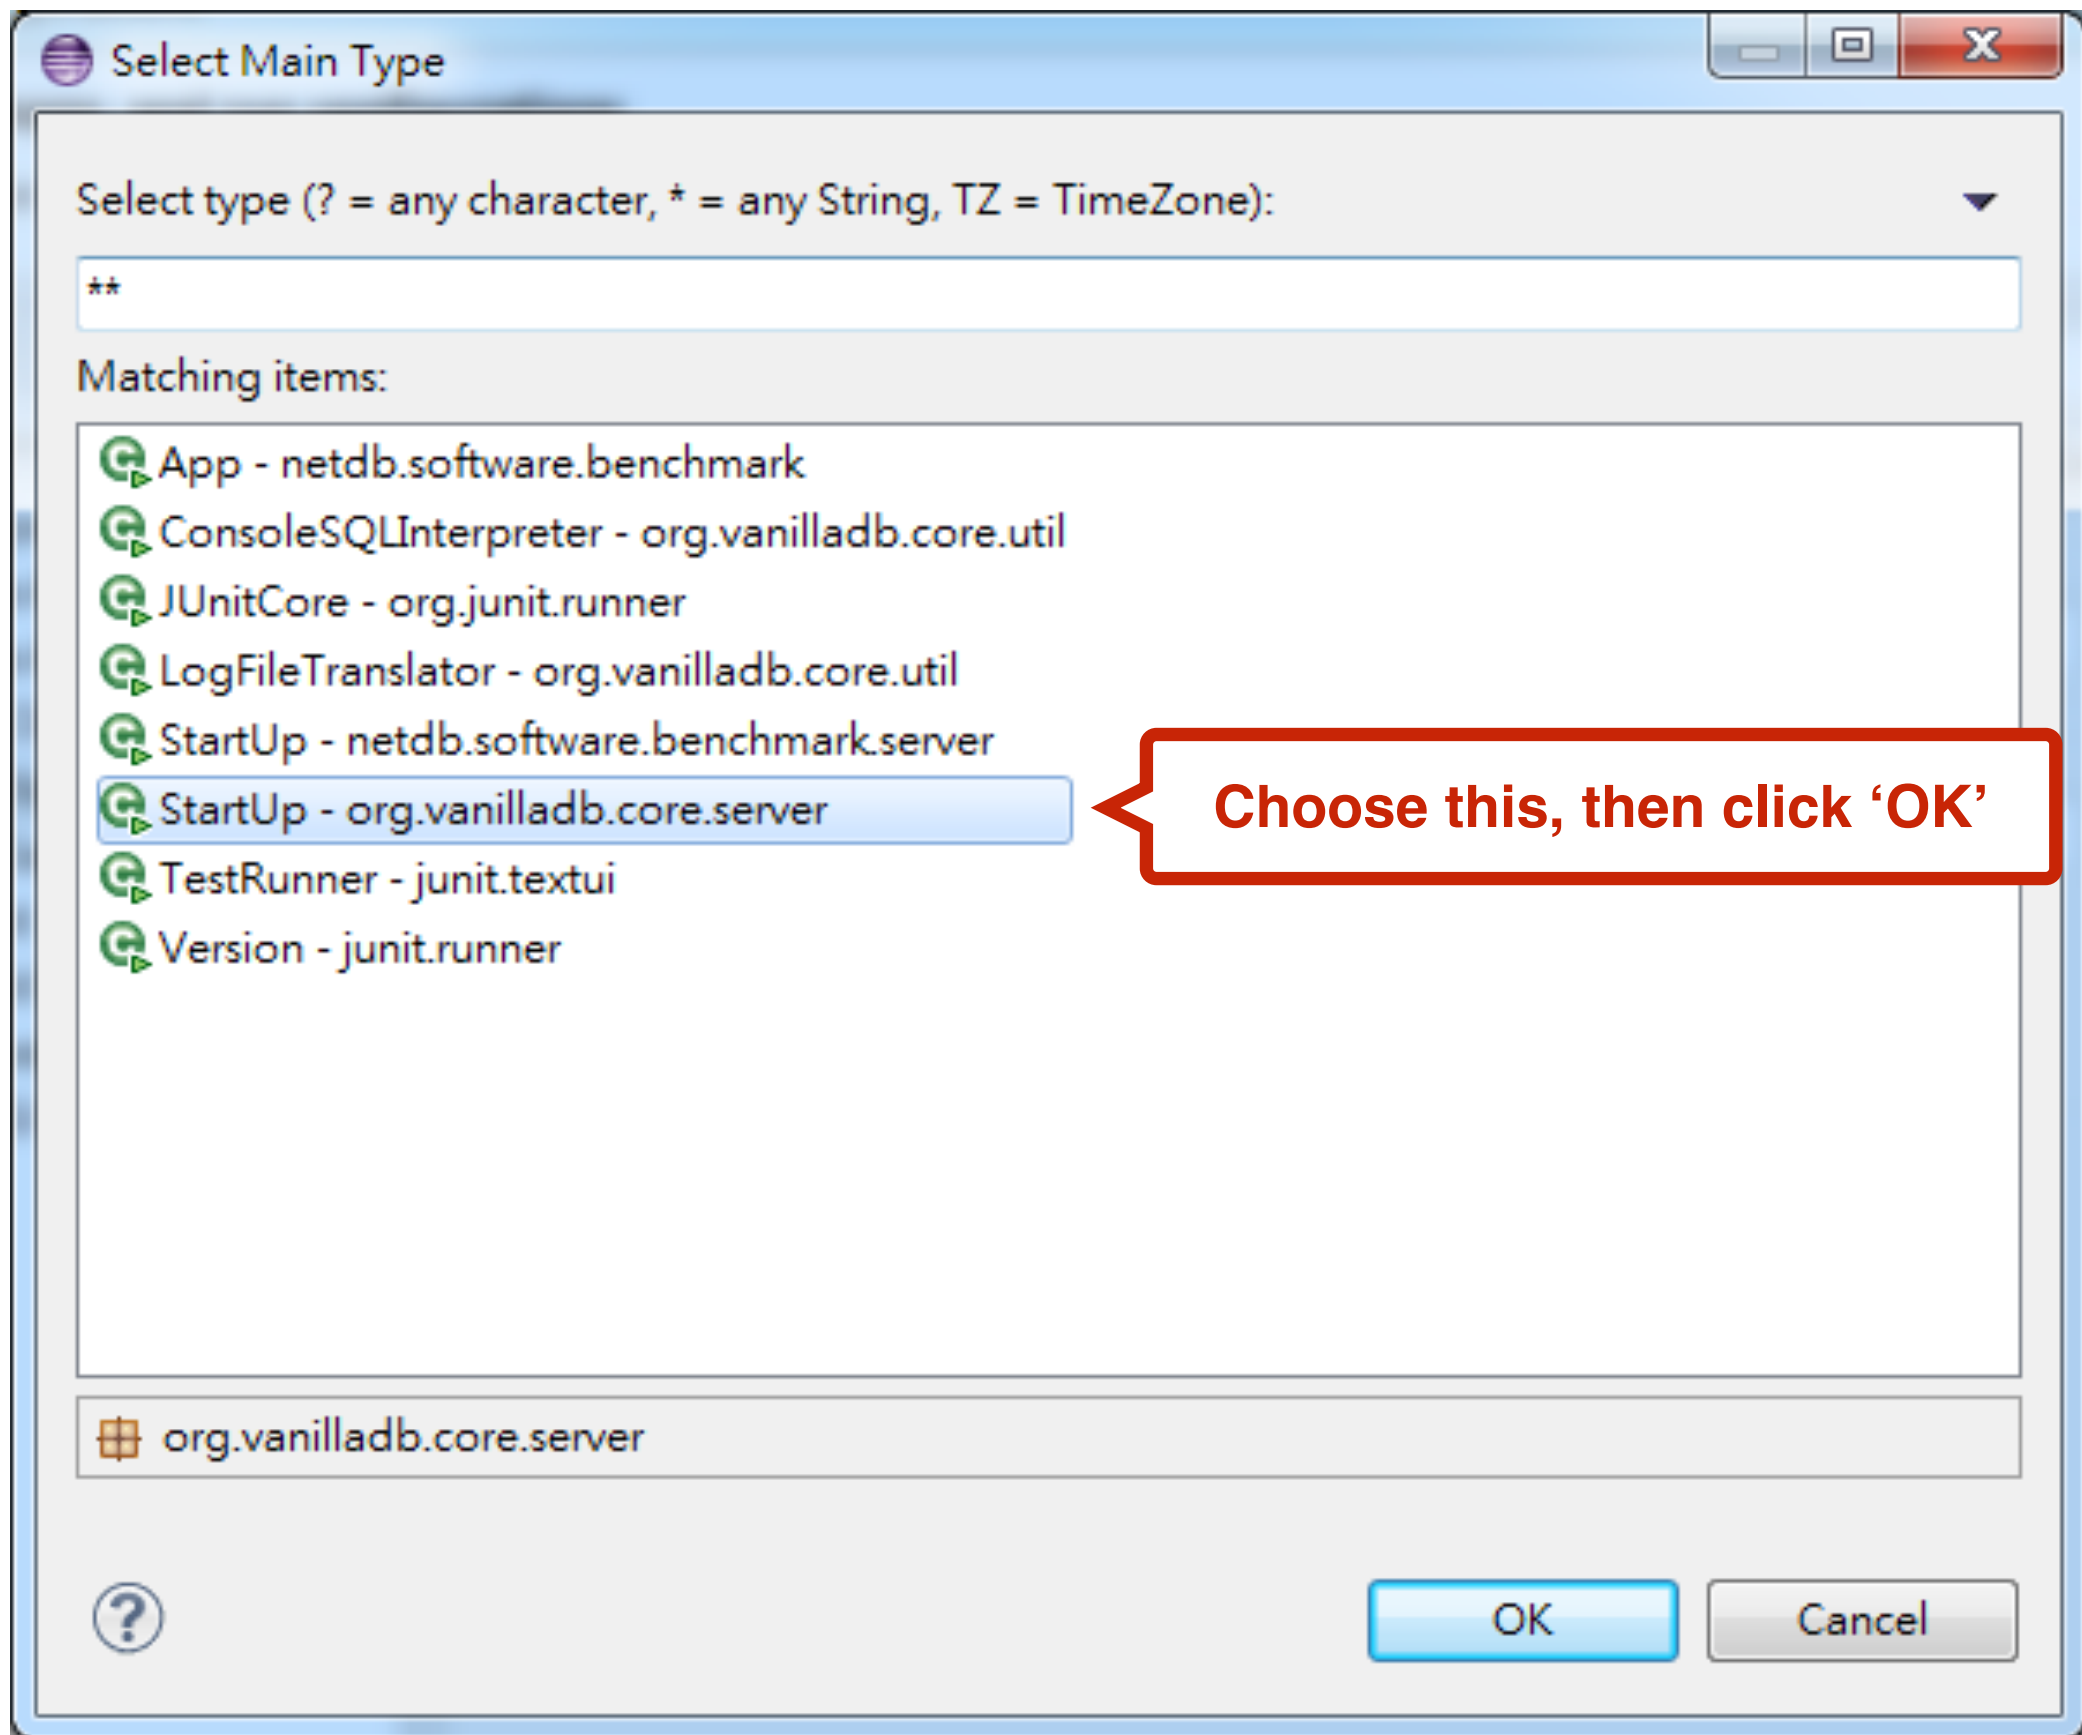 Select Main Type
Select type (? = any character, * = any String, TZ = TimeZone):
**
Matching items:
App - netdb.software.benchmark
ConsoleSQLInterpreter - org.vanilladb.core.util
JUnitCore - org.junit.runner
LogFileTranslator - org.vanilladb.core.util
StartUp - netdb.software.benchmark.server
StartUp - org.vanilladb.core.server
Choose this, then click ‘OK’
TestRunner - junit.textui
Version - junit.runner
org.vanilladb.core.server
OK
Cancel